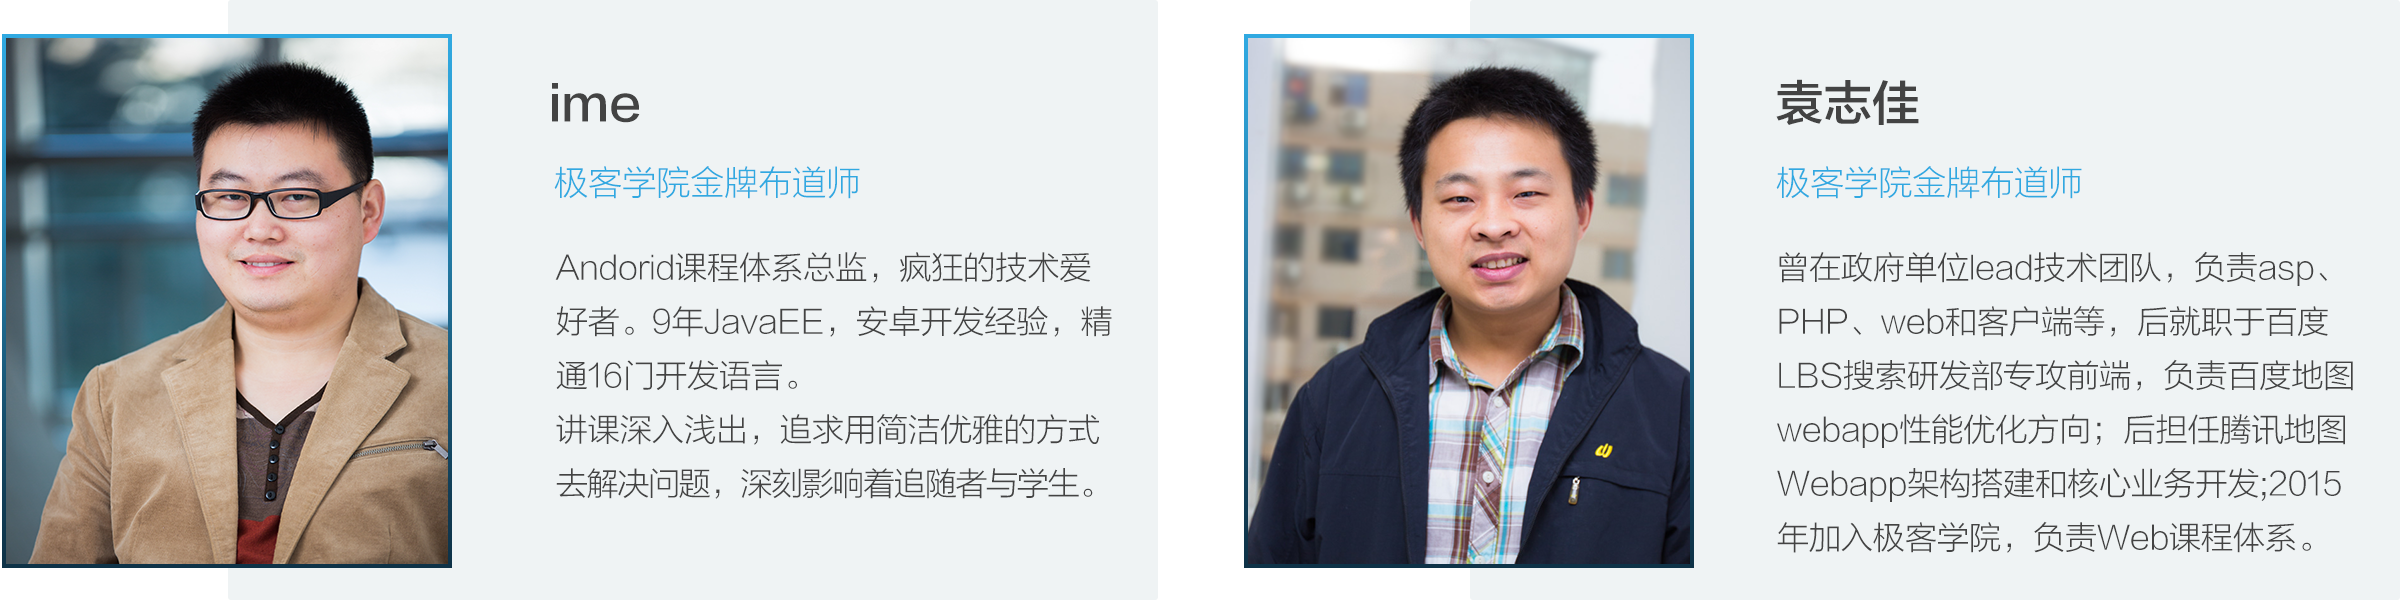 ime
极客学院金牌布道师
Andorid课程体系总监，疯狂的技术爱
好者。9年JavaEE，安卓开发经验，精
通16门开发语言。
讲课深入浅出，追求用简洁优雅的方式
去解决问题，深刻影响着追随者与学生。
袁志佳
极客学院金牌布道师
曾在政府单位lead技术团队，负责asp、
PHP、web和客户端等，后就职于百度
LBS搜索研发部专攻前端，负责百度地图
webapp性能优化方向；后担任腾讯地图
Webapp架构搭建和核心业务开发;2015
年加入极客学院，负责Web课程体系。